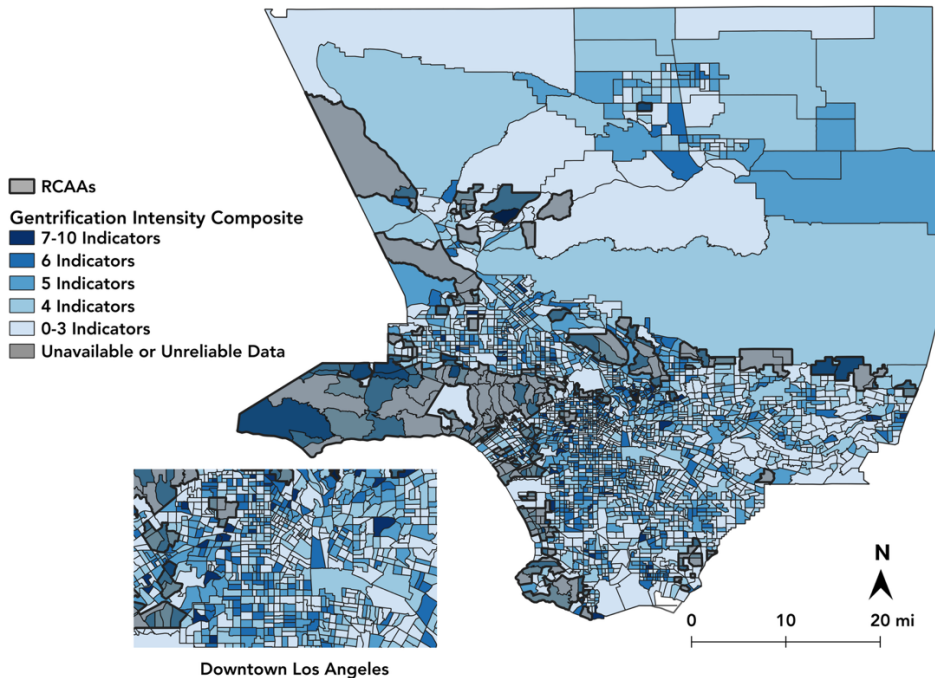 RCAAs
Gentrification Intensity Composite
7-10 Indicators
6 Indicators
5 Indicators
4 Indicators
0-3 Indicators
Unavailable or Unreliable Data
N
0 10 20 mi
Downtown Los Angeles